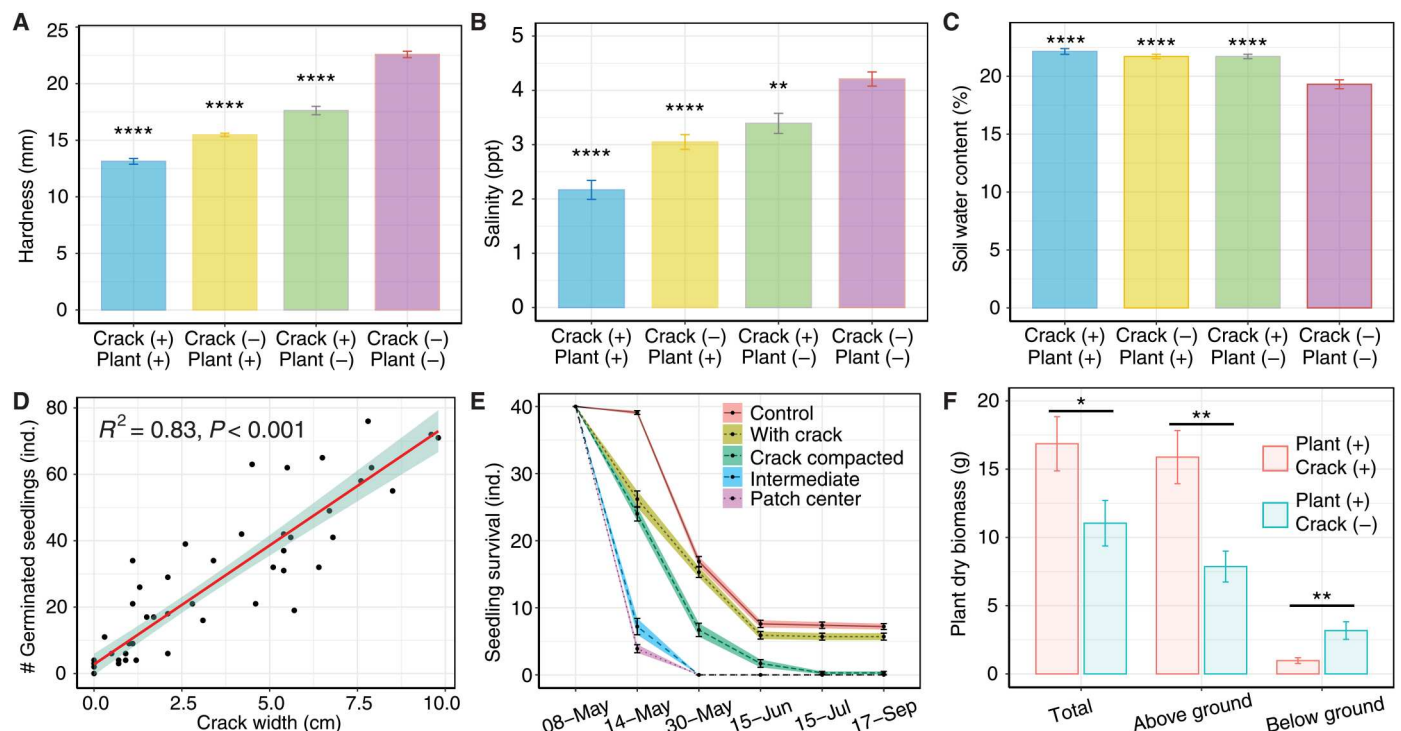 A
Hardness (mm)
25
20
15
10
5
0
****
****
****
Crack (+) Crack (–) Crack (+) Crack (–)
Plant (+) Plant (+) Plant (–) Plant (–)
B
Salinity (ppt)
5
4
3
2
1
0
****
****
**
Crack (+) Crack (–) Crack (+) Crack (–)
Plant (+) Plant (+) Plant (–) Plant (–)
C
Soil water content (%)
20
15
10
5
0
**** **** ****
Crack (+) Crack (–) Crack (+) Crack (–)
Plant (+) Plant (+) Plant (–) Plant (–)
D
# Germinated seedlings (ind.)
80
60
40
20
0
R² = 0.83, P < 0.001
0.0 2.5 5.0 7.5 10.0
Crack width (cm)
E
Seedling survival (ind.)
40
30
20
10
0
Control
With crack
Crack compacted
Intermediate
Patch center
08–May 14–May 30–May 15–Jun 15–Jul 17–Sep
F
Plant dry biomass (g)
20
15
10
5
0
*
**
**
Plant (+)
Crack (+)
Plant (+)
Crack (–)
Total Above ground Below ground